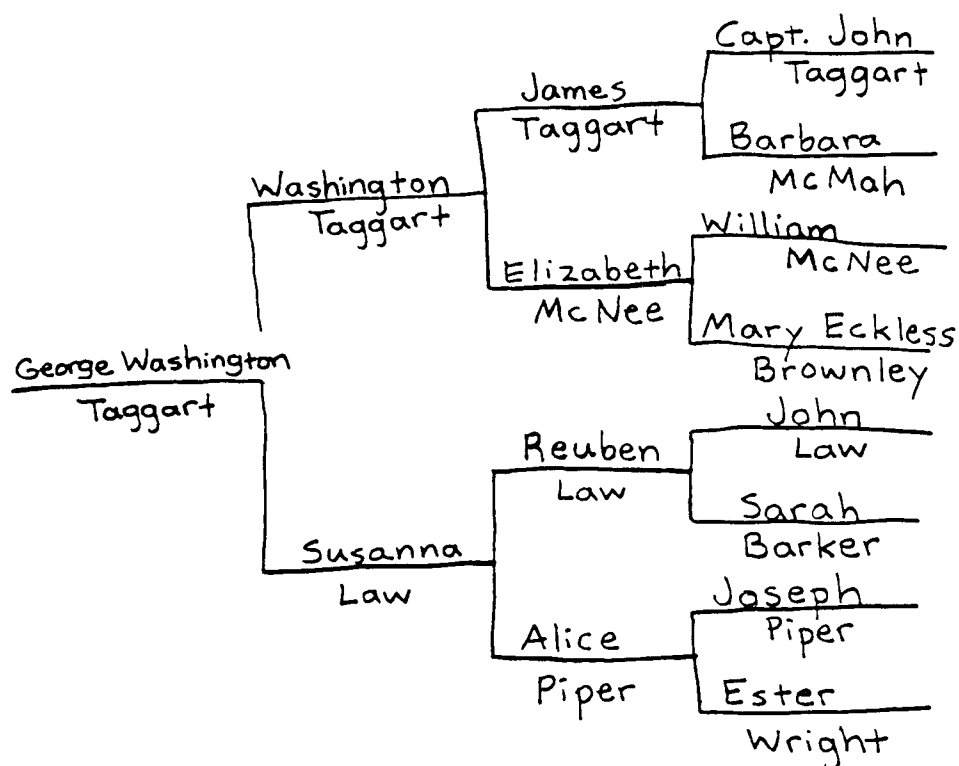 Capt. John
Taggart
James
Taggart
Barbara
McMah
Washington
Taggart
William
McNee
Elizabeth
McNee
Mary Eckless
Brownley
George Washington
Taggart
John
Law
Reuben
Law
Sarah
Barker
Susanna
Law
Joseph
Piper
Alice
Piper
Ester
Wright